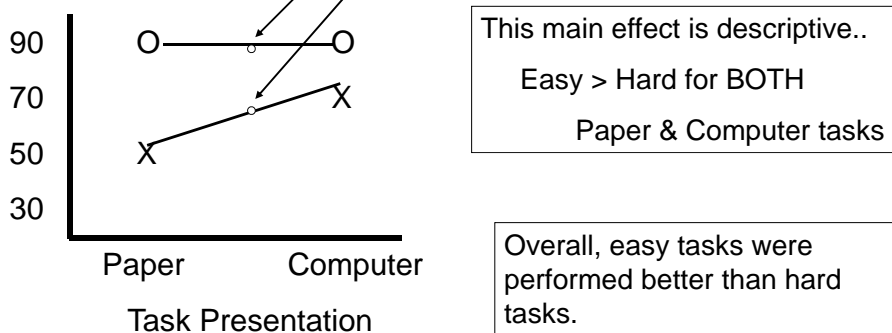 90
O
O
This main effect is descriptive..
Easy > Hard for BOTH
Paper & Computer tasks
70
X
50
X
30
Paper
Computer
Task Presentation
Overall, easy tasks were
performed better than hard
tasks.